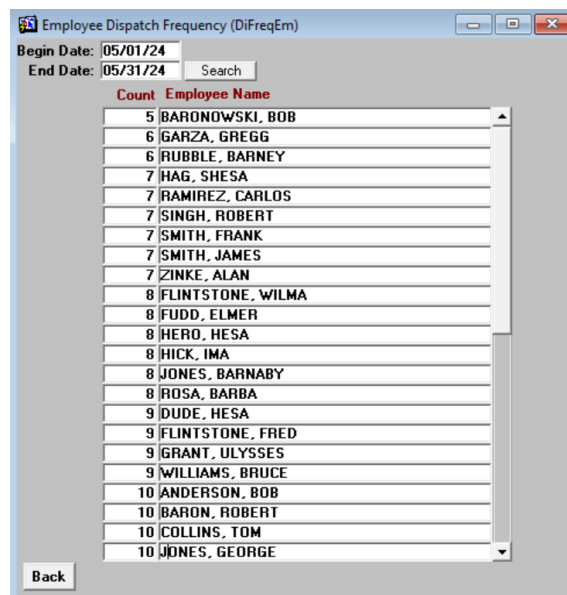 Employee Dispatch Frequency (DiFreqEm)
Begin Date: 05/01/24
End Date: 05/31/24 Search
Count Employee Name
5 BARONOWSKI, BOB
6 GARZA, GREGG
6 RUBBLE, BARNEY
7 HAG, SHESA
7 RAMIREZ, CARLOS
7 SINGH, ROBERT
7 SMITH, FRANK
7 SMITH, JAMES
7 ZINKE, ALAN
8 FLINTSTONE, WILMA
8 FUDD, ELMER
8 HERO, HESA
8 HICK, IMA
8 JONES, BARNABY
8 ROSA, BARBA
9 DUDE, HESA
9 FLINTSTONE, FRED
9 GRANT, ULYSSES
9 WILLIAMS, BRUCE
10 ANDERSON, BOB
10 BARON, ROBERT
10 COLLINS, TOM
10 JONES, GEORGE
Back